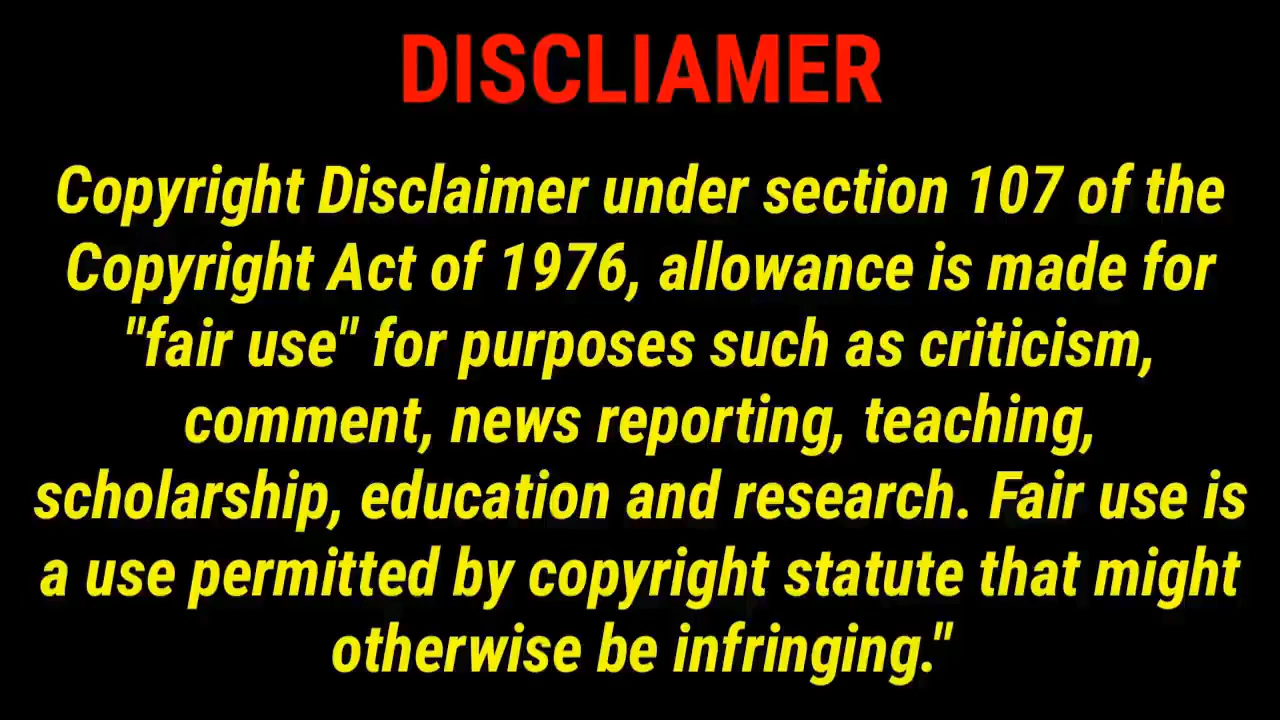 DISCLIAMER
Copyright Disclaimer under section 107 of the
Copyright Act of 1976, allowance is made for
"fair use" for purposes such as criticism,
comment, news reporting, teaching,
scholarship, education and research. Fair use is
a use permitted by copyright statute that might
otherwise be infringing."